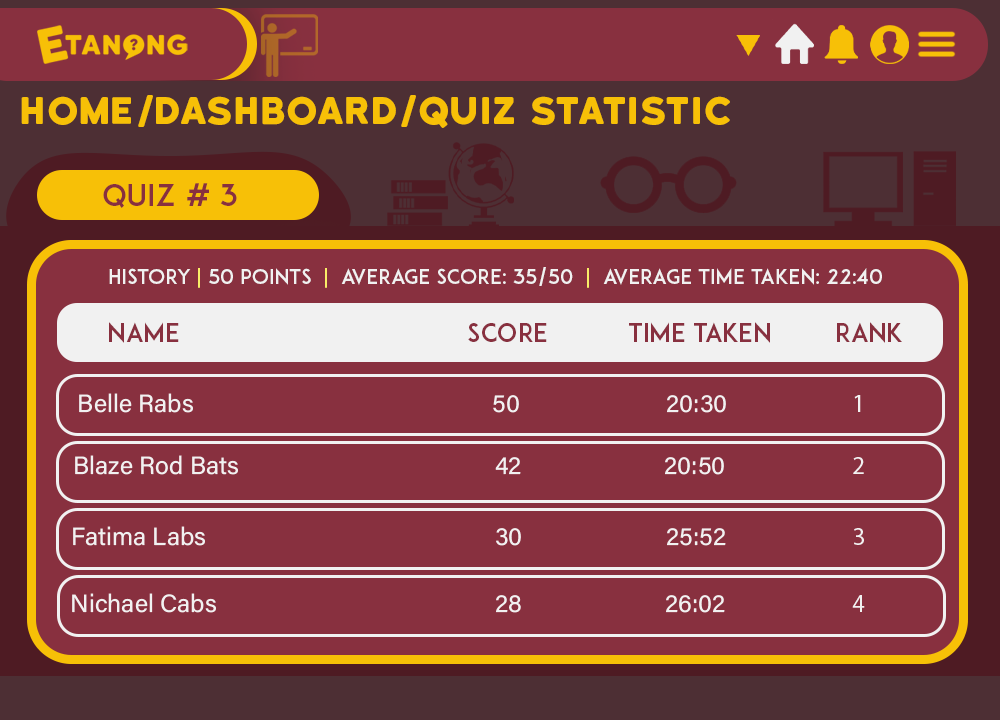 ETANONG
HOME/DASHBOARD/QUIZ STATISTIC
QUIZ # 3
HISTORY | 50 POINTS | AVERAGE SCORE: 35/50 | AVERAGE TIME TAKEN: 22:40
NAME SCORE TIME TAKEN RANK
Belle Rabs 50 20:30 1
Blaze Rod Bats 42 20:50 2
Fatima Labs 30 25:52 3
Nichael Cabs 28 26:02 4